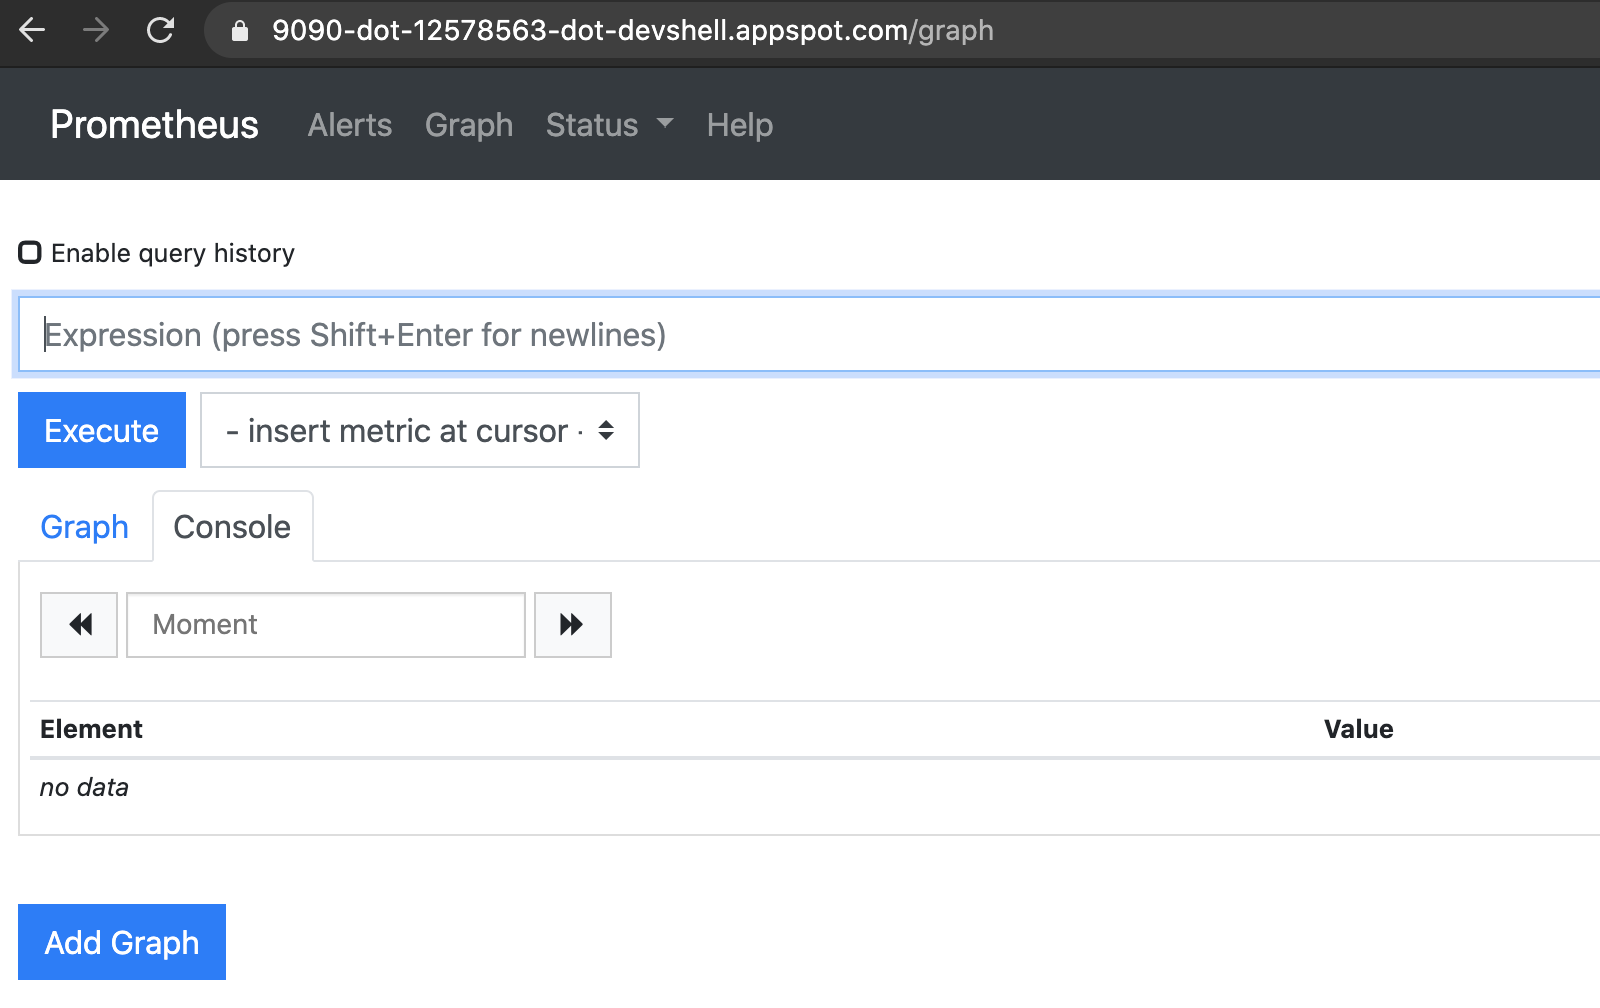 9090-dot-12578563-dot-devshell.appspot.com/graph
Prometheus Alerts Graph Status Help
Enable query history
Expression (press Shift+Enter for newlines)
Execute - insert metric at cursor ·
Graph Console
Moment
Element Value
no data
Add Graph